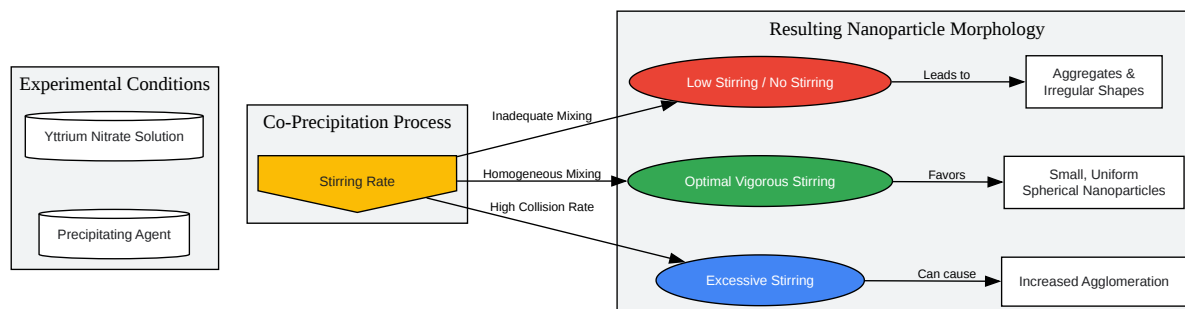 Experimental Conditions
Yttrium Nitrate Solution
Precipitating Agent
Co-Precipitation Process
Stirring Rate
Inadequate Mixing
Homogeneous Mixing
High Collision Rate
Resulting Nanoparticle Morphology
Low Stirring / No Stirring
Leads to
Aggregates &
Irregular Shapes
Optimal Vigorous Stirring
Favors
Small, Uniform
Spherical Nanoparticles
Excessive Stirring
Can cause
Increased Agglomeration